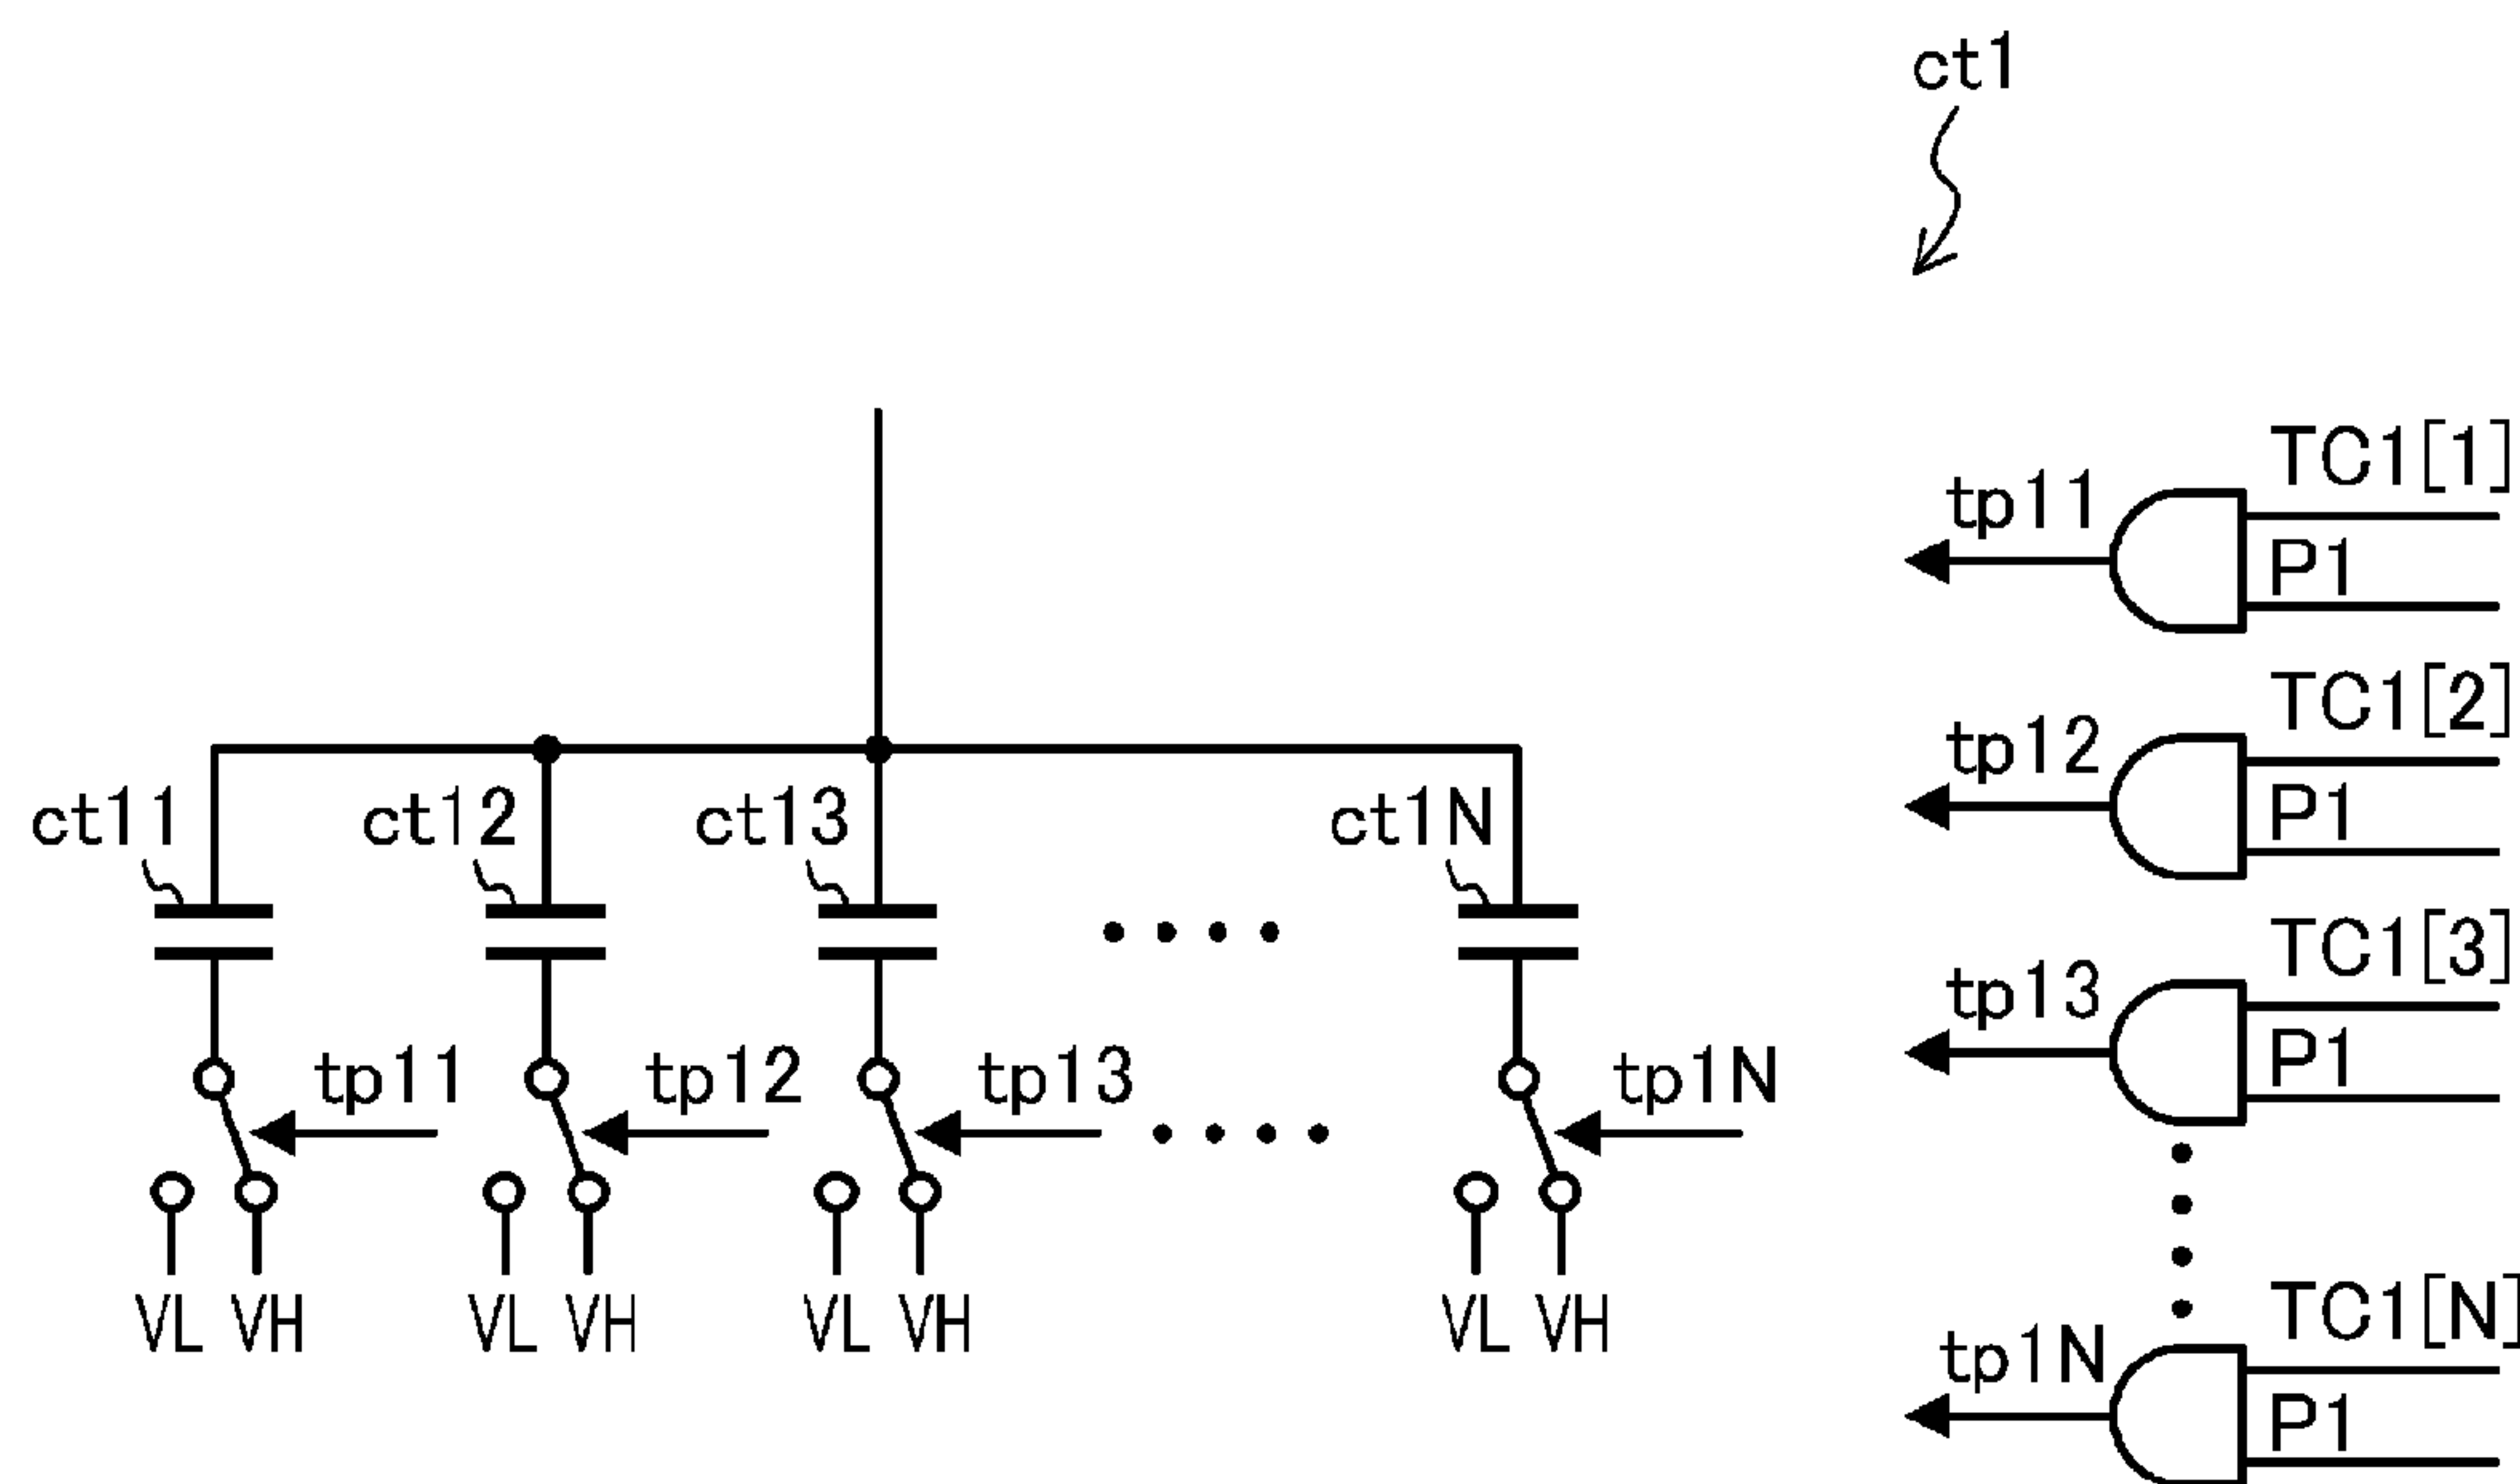 ct1
TC1[1]
tp11
P1
TC1[2]
tp12
P1
ct11 ct12 ct13 ct1N
TC1[3]
tp13
P1
tp11 tp12 tp13 tp1N
VL VH VL VH VL VH VL VH
TC1[N]
tp1N
P1